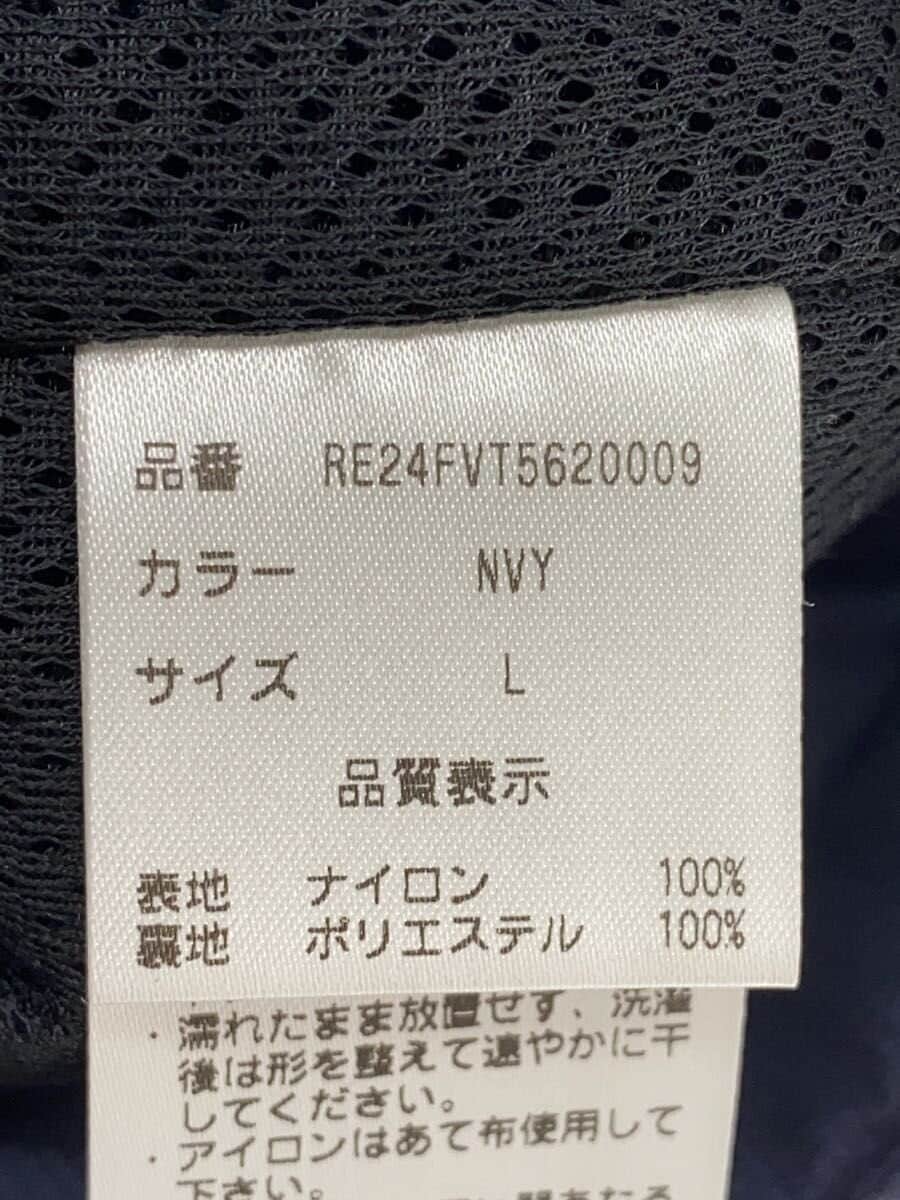 品番 RE24FVT5620009
カラー NVY
サイズ L
品質表示
表地 ナイロン 100%
裏地 ポリエステル 100%
・濡れたまま放置せず、洗濯
後は形を整えて速やかに干
してください。
・アイロンはあて布使用して
下さい。